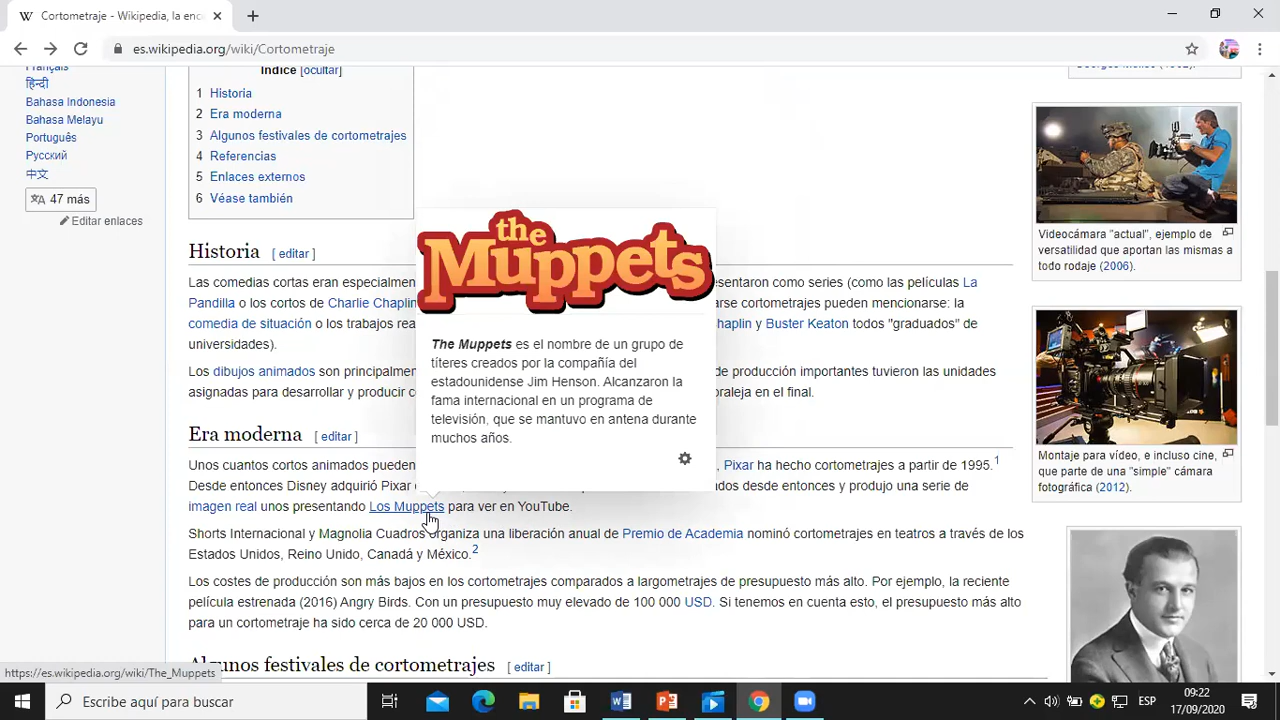 Cortometraje - Wikipedia, la enc
es.wikipedia.org/wiki/Cortometraje
Français
हिन्दी
Bahasa Indonesia
Bahasa Melayu
Português
Русский
中文
47 más
Editar enlaces
Índice [ocultar]
1 Historia
2 Era moderna
3 Algunos festivales de cortometrajes
4 Referencias
5 Enlaces externos
6 Véase también
Historia [ editar ]
Las comedias cortas eran especialmen
esentaron como series (como las películas La
Pandilla o los cortos de Charlie Chaplin
arse cortometrajes pueden mencionarse: la
comedia de situación o los trabajos rea
haplin y Buster Keaton todos "graduados" de
universidades).
Los dibujos animados son principalmen
de producción importantes tuvieron las unidades
asignadas para desarrollar y producir c
oraleja en el final.
the
Muppets
The Muppets es el nombre de un grupo de
títeres creados por la compañía del
estadounidense Jim Henson. Alcanzaron la
fama internacional en un programa de
televisión, que se mantuvo en antena durante
muchos años.
Era moderna [ editar ]
Unos cuantos cortos animados pueden
, Pixar ha hecho cortometrajes a partir de 1995.1
Desde entonces Disney adquirió Pixar
dos desde entonces y produjo una serie de
imagen real unos presentando Los Muppets para ver en YouTube.
Shorts Internacional y Magnolia Cuadros organiza una liberación anual de Premio de Academia nominó cortometrajes en teatros a través de los
Estados Unidos, Reino Unido, Canadá y México.2
Los costes de producción son más bajos en los cortometrajes comparados a largometrajes de presupuesto más alto. Por ejemplo, la reciente
película estrenada (2016) Angry Birds. Con un presupuesto muy elevado de 100 000 USD. Si tenemos en cuenta esto, el presupuesto más alto
para un cortometraje ha sido cerca de 20 000 USD.
Algunos festivales de cortometrajes [ editar ]
Videocámara "actual", ejemplo de
versatilidad que aportan las mismas a
todo rodaje (2006).
Montaje para vídeo, e incluso cine,
que parte de una "simple" cámara
fotográfica (2012).
https://es.wikipedia.org/wiki/The_Muppets
Escribe aquí para buscar
ESP
09:22
17/09/2020